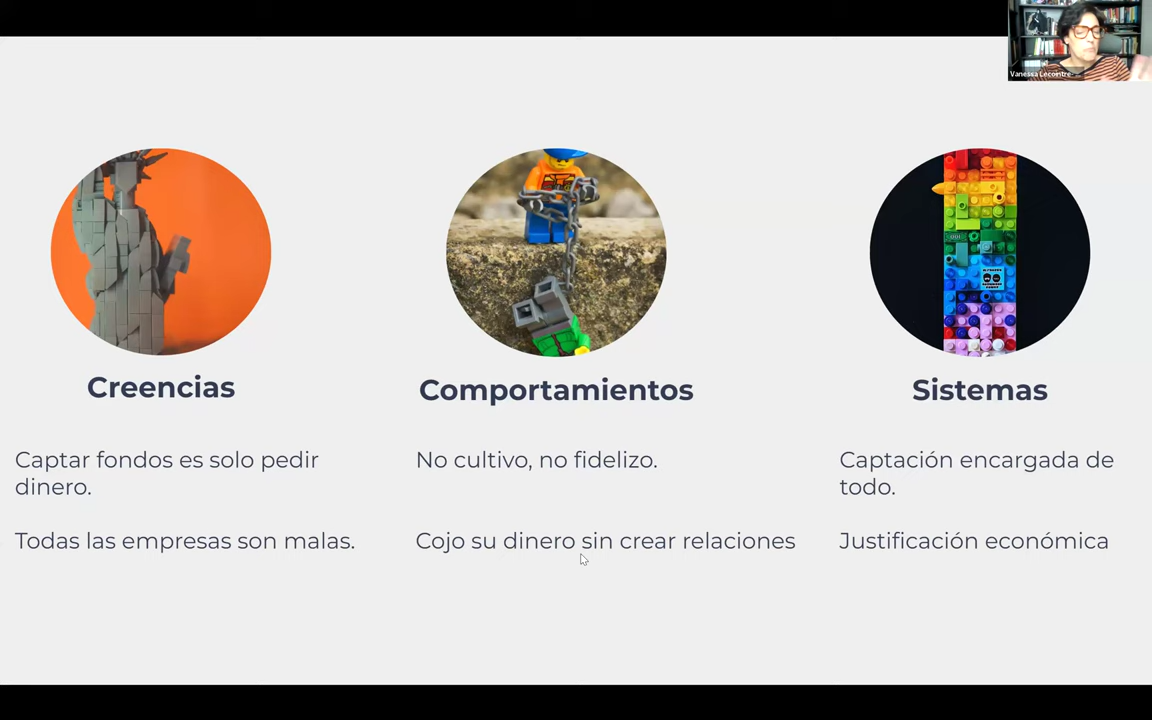 Vanessa Lecointre
Creencias
Captar fondos es solo pedir
dinero.
Todas las empresas son malas.
Comportamientos
No cultivo, no fidelizo.
Cojo su dinero sin crear relaciones
Sistemas
Captación encargada de
todo.
Justificación económica